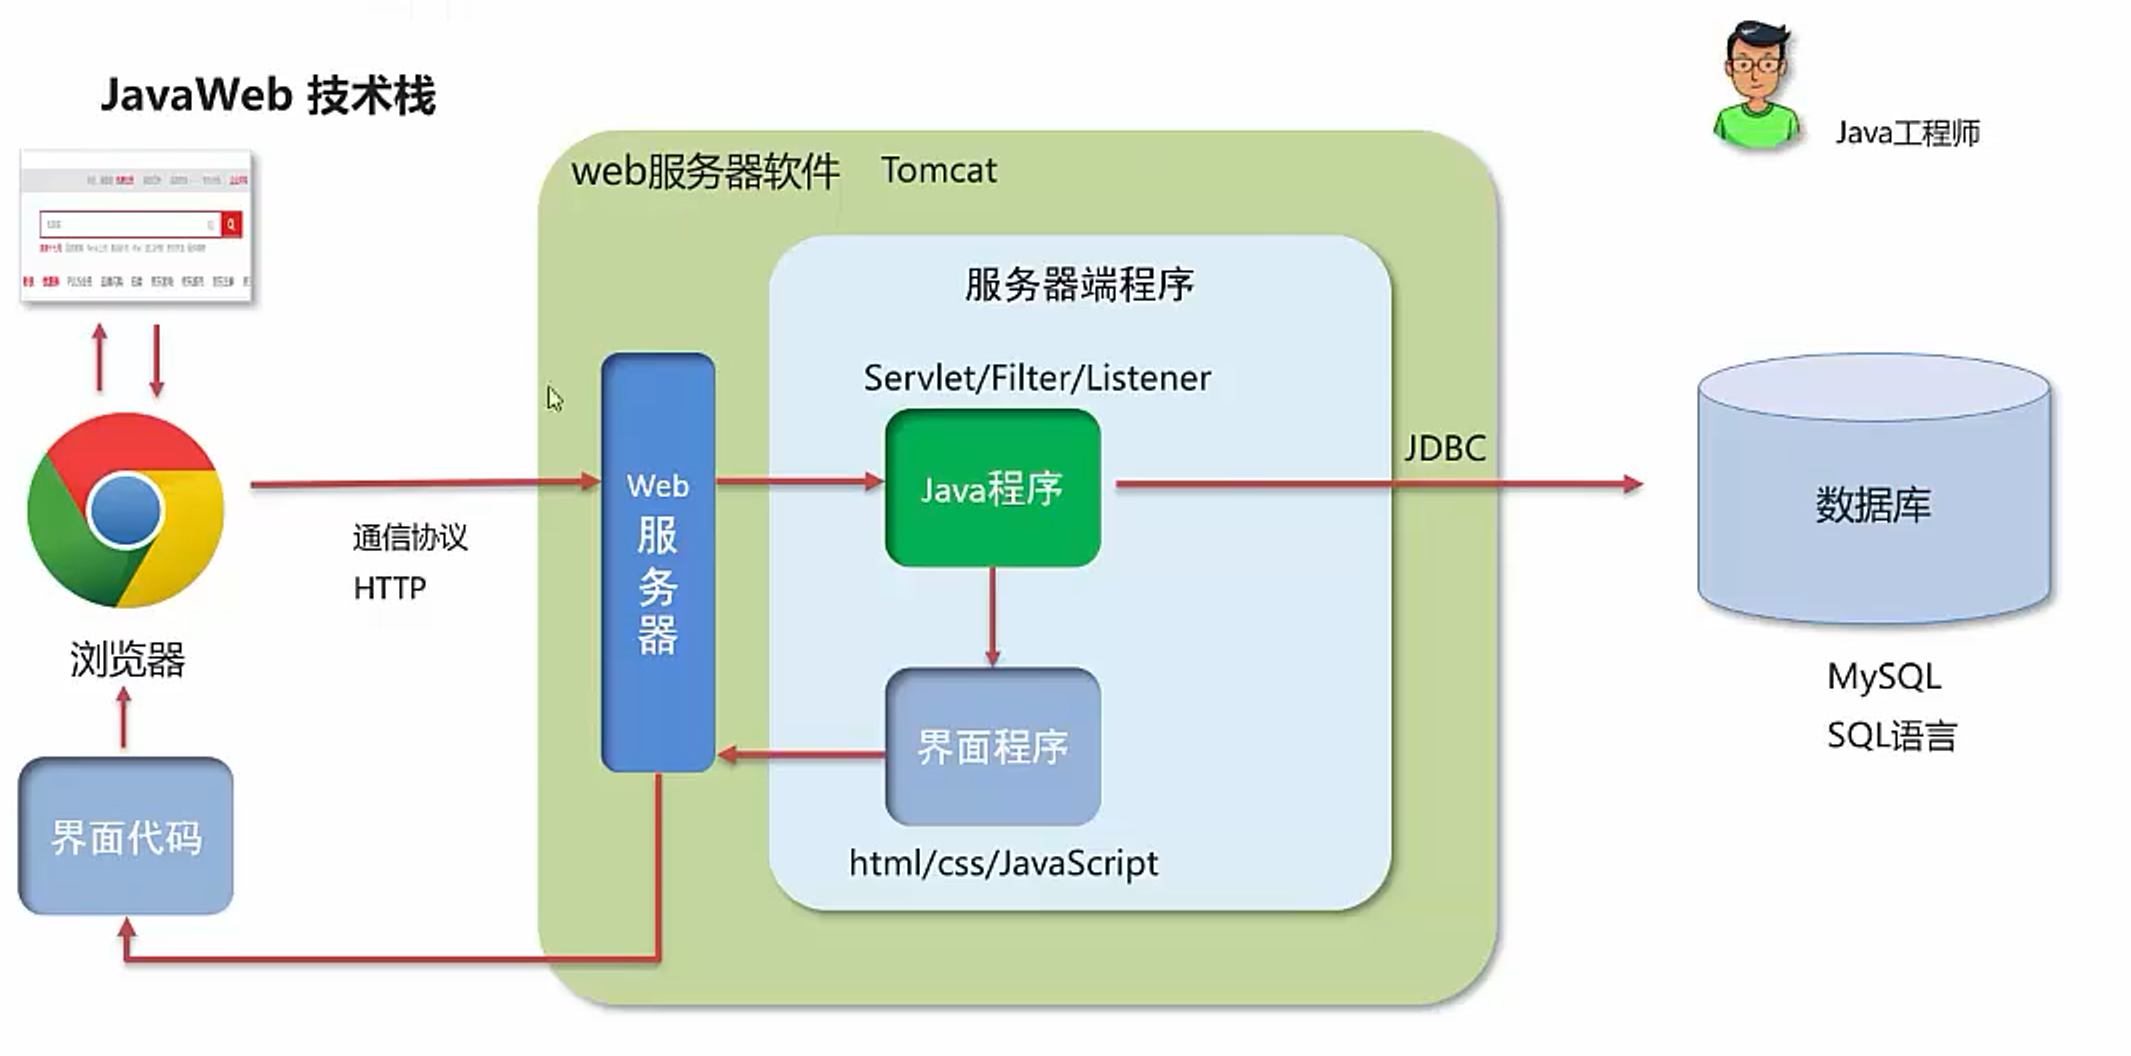 JavaWeb 技术栈
Java工程师
web服务器软件 Tomcat
服务器端程序
Servlet/Filter/Listener
JDBC
Web
服
务
器
Java程序
数据库
通信协议
HTTP
浏览器
MySQL
SQL语言
界面程序
界面代码
html/css/JavaScript